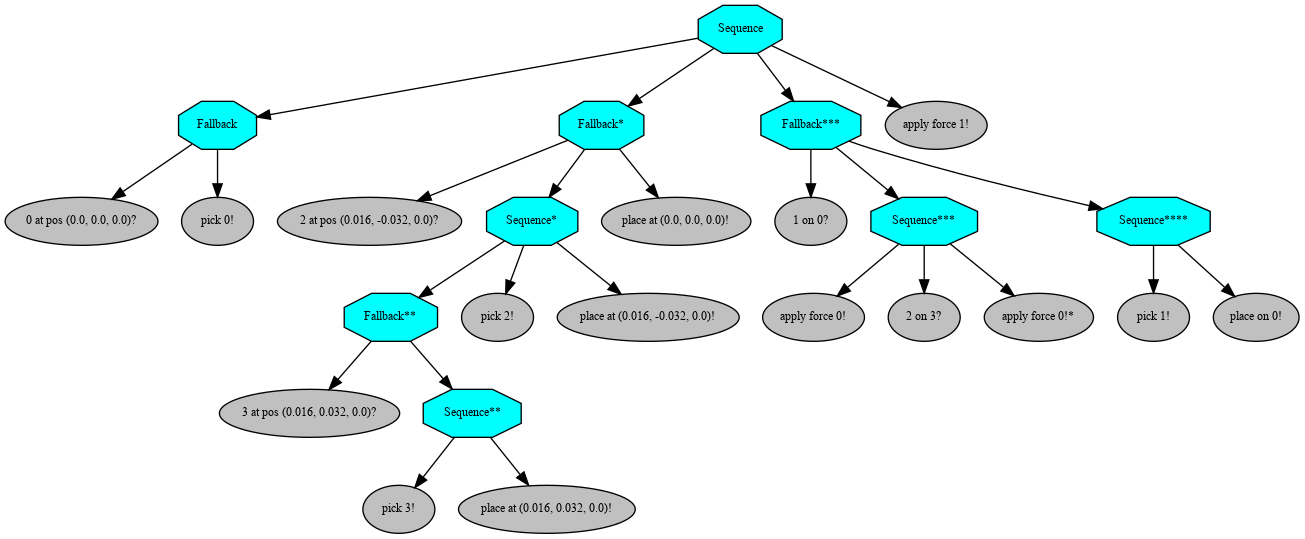 Sequence
Fallback
Fallback*
Fallback***
apply force 1!
0 at pos (0.0, 0.0, 0.0)?
pick 0!
2 at pos (0.016, -0.032, 0.0)?
Sequence*
place at (0.0, 0.0, 0.0)!
1 on 0?
Sequence***
Sequence****
Fallback**
pick 2!
place at (0.016, -0.032, 0.0)!
apply force 0!
2 on 3?
apply force 0!*
pick 1!
place on 0!
3 at pos (0.016, 0.032, 0.0)?
Sequence**
pick 3!
place at (0.016, 0.032, 0.0)!